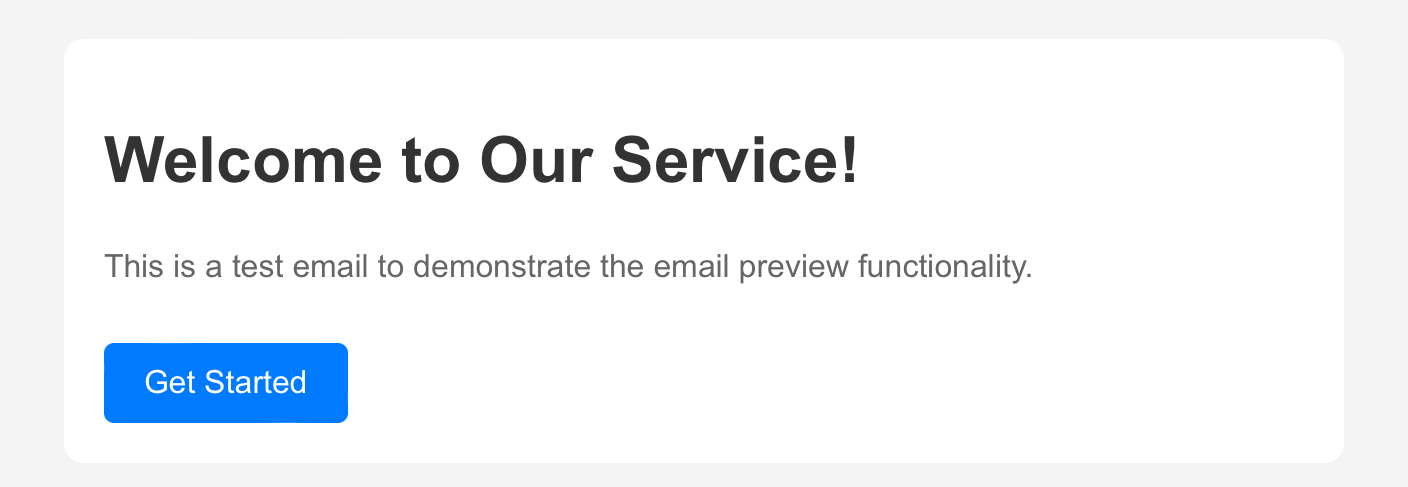 Welcome to Our Service!
This is a test email to demonstrate the email preview functionality.
Get Started